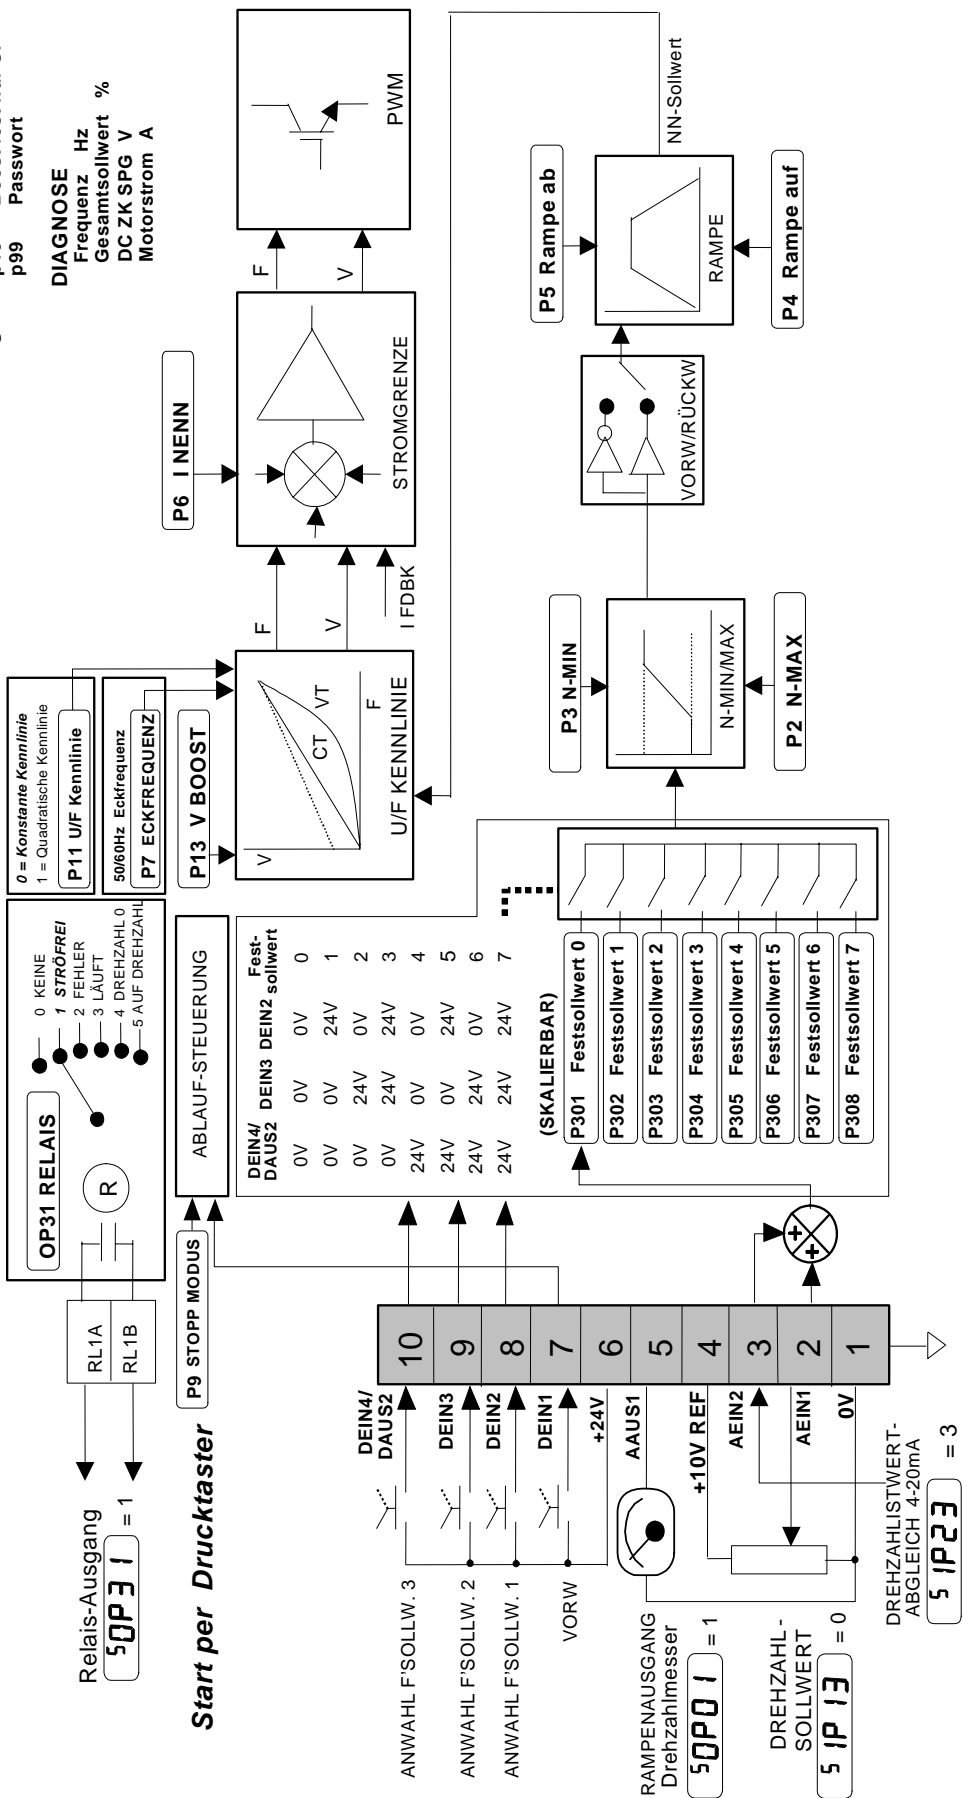 p99 Passwort
DIAGNOSE
Frequenz Hz
Gesamtsollwert %
DC ZK SPG V
Motorstrom A
Relais-Ausgang
5OP31 = 1
RL1A
RL1B
OP31 RELAIS
R
0 KEINE
1 STRÖFREI
2 FEHLER
3 LÄUFT
4 DREHZAHL 0
5 AUF DREHZAHL
0 = Konstante Kennlinie
1 = Quadratische Kennlinie
P11 U/F Kennlinie
50/60Hz Eckfrequenz
P7 ECKFREQUENZ
P13 V BOOST
P6 I NENN
V
CT
VT
F
U/F KENNLINIE
F
V
I FDBK
STROMGRENZE
F
V
PWM
Start per Drucktaster
P9 STOPP MODUS
ABLAUF-STEUERUNG
DEIN4/
DAUS2 DEIN3 DEIN2 Fest-
sollwert
0V 0V 0V 0
0V 0V 24V 1
0V 24V 0V 2
0V 24V 24V 3
24V 0V 0V 4
24V 0V 24V 5
24V 24V 0V 6
24V 24V 24V 7
(SKALIERBAR)
P301 Festsollwert 0
P302 Festsollwert 1
P303 Festsollwert 2
P304 Festsollwert 3
P305 Festsollwert 4
P306 Festsollwert 5
P307 Festsollwert 6
P308 Festsollwert 7
P3 N-MIN
N-MIN/MAX
P2 N-MAX
VORW/RÜCKW
P5 Rampe ab
RAMPE
P4 Rampe auf
NN-Sollwert
ANWAHL F'SOLLW. 3
ANWAHL F'SOLLW. 2
ANWAHL F'SOLLW. 1
VORW
DEIN4/
DAUS2
DEIN3
DEIN2
DEIN1
+24V
AAUS1
+10V REF
AEIN2
AEIN1
0V
10
9
8
7
6
5
4
3
2
1
+
+
RAMPENAUSGANG
Drehzahlmesser
5OP01 = 1
DREHZAHL-
SOLLWERT
5IP13 = 0
DREHZAHLISTWERT-
ABGLEICH 4-20mA
5IP23 = 3